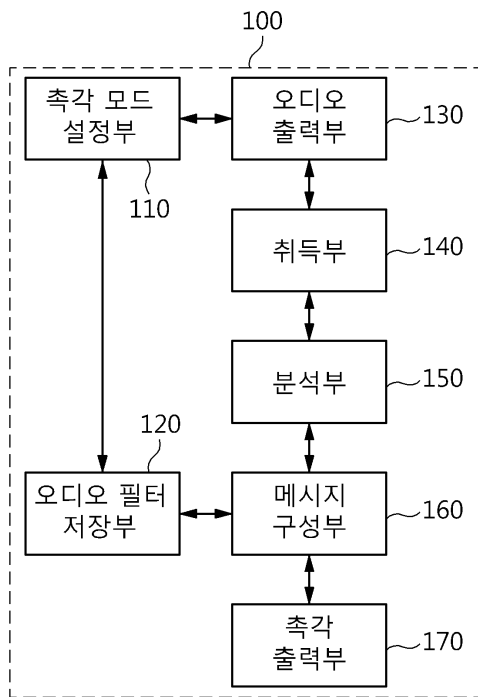 100
촉각 모드
설정부
110
오디오
출력부
130
취득부
140
분석부
150
120
오디오 필터
저장부
메시지
구성부
160
촉각
출력부
170